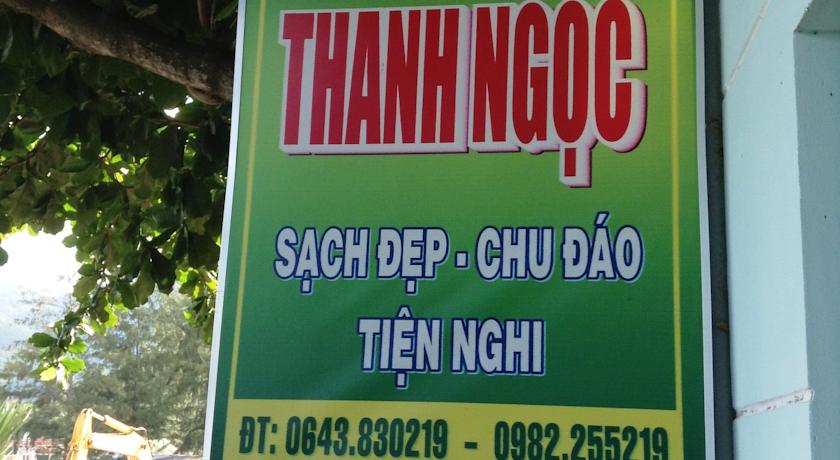 THANH NGỌC
SẠCH ĐẸP - CHU ĐÁO
TIỆN NGHI
ĐT: 0643.830219 - 0982.255219